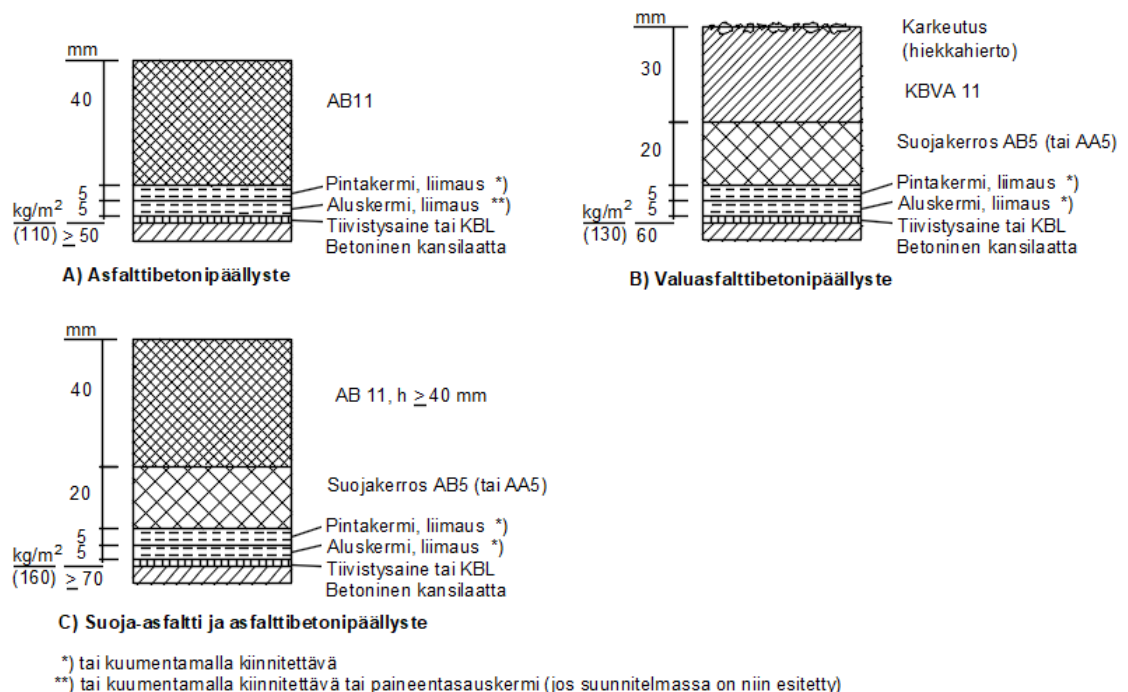 mm
40
5
5
kg/m²
(110) ≥ 50
AB11
Pintakermi, liimaus *)
Aluskermi, liimaus **)
Tiivistysaine tai KBL
Betoninen kansilaatta
A) Asfalttibetonipäällyste
mm
30
20
5
5
kg/m²
(130) 60
Karkeutus
(hiekkahierto)
KBVA 11
Suojakerros AB5 (tai AA5)
Pintakermi, liimaus *)
Aluskermi, liimaus *)
Tiivistysaine tai KBL
Betoninen kansilaatta
B) Valuasfalttibetonipäällyste
mm
40
20
5
5
kg/m²
(160) ≥ 70
AB 11, h ≥ 40 mm
Suojakerros AB5 (tai AA5)
Pintakermi, liimaus *)
Aluskermi, liimaus *)
Tiivistysaine tai KBL
Betoninen kansilaatta
C) Suoja-asfaltti ja asfalttibetonipäällyste
*) tai kuumentamalla kiinnitettävä
**) tai kuumentamalla kiinnitettävä tai paineentasauskermi (jos suunnitelmassa on niin esitetty)